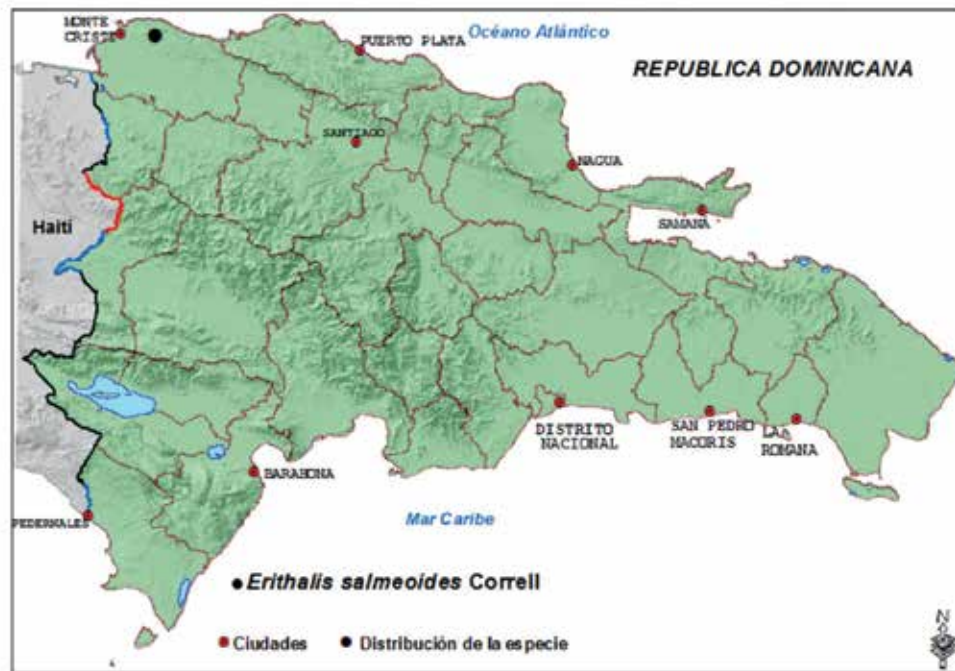 MONTE
CRISTI
PUERTO PLATA
Océano Atlántico
REPUBLICA DOMINICANA
SANTIAGO
NAGUA
Haití
SAMANA
DISTRITO
NACIONAL
SAN PEDRO
MACORIS
LA
ROMANA
BARAHONA
PEDERNALES
Mar Caribe
Erithalis salmeoides Correll
Ciudades
Distribución de la especie
N